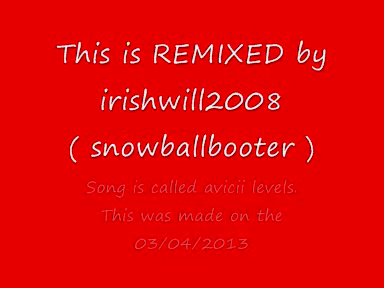 This is REMIXED by
irishwill2008
( snowballbooter )
Song is called avicii levels.
This was made on the
03/04/2013